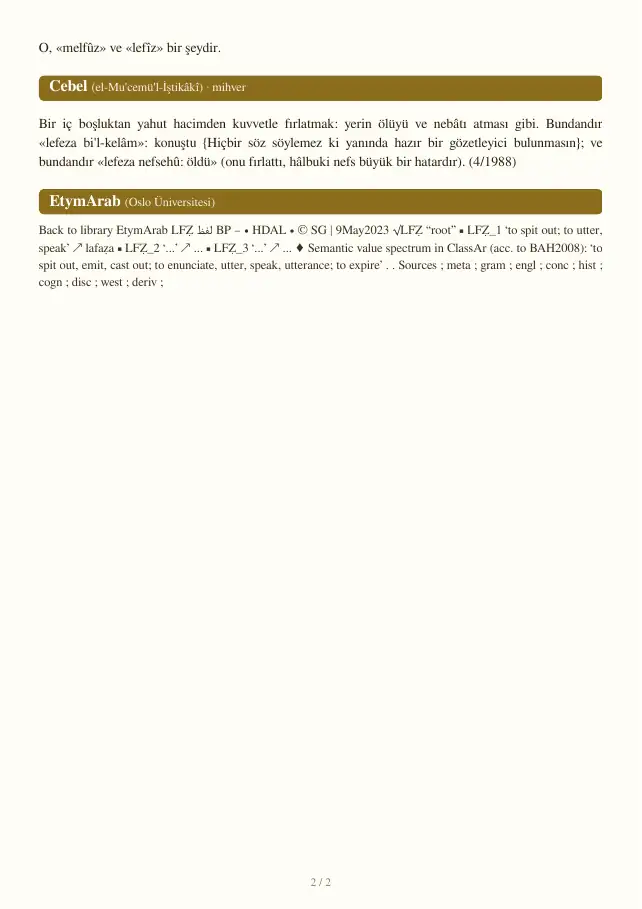 O, «melfûz» ve «lefîz» bir şeydir.
Cebel (el-Mu'cemü'l-İştikâkî) · mihver
Bir iç boşluktan yahut hacimden kuvvetle fırlatmak: yerin ölüyü ve nebâtı atması gibi. Bundandır
«lefeza bi'l-kelâm»: konuştu {Hiçbir söz söylemez ki yanında hazır bir gözetleyici bulunmasın}; ve
bundandır «lefeza nefsehû: öldü» (onu fırlattı, hâlbuki nefs büyük bir hatardır). (4/1988)
EtymArab (Oslo Üniversitesi)
Back to library EtymArab LFẒ لفظ BP – • HDAL • © SG | 9May2023 √LFẒ “root” ▪ LFẒ_1 ‘to spit out; to utter,
speak’ ↗ lafaẓa ▪ LFẒ_2 ‘...’ ↗ ... ▪ LFẒ_3 ‘...’ ↗ ... ♦ Semantic value spectrum in ClassAr (acc. to BAH2008): ‘to
spit out, emit, cast out; to enunciate, utter, speak, utterance; to expire’ . . Sources ; meta ; gram ; engl ; conc ; hist ;
cogn ; disc ; west ; deriv ;
2 / 2